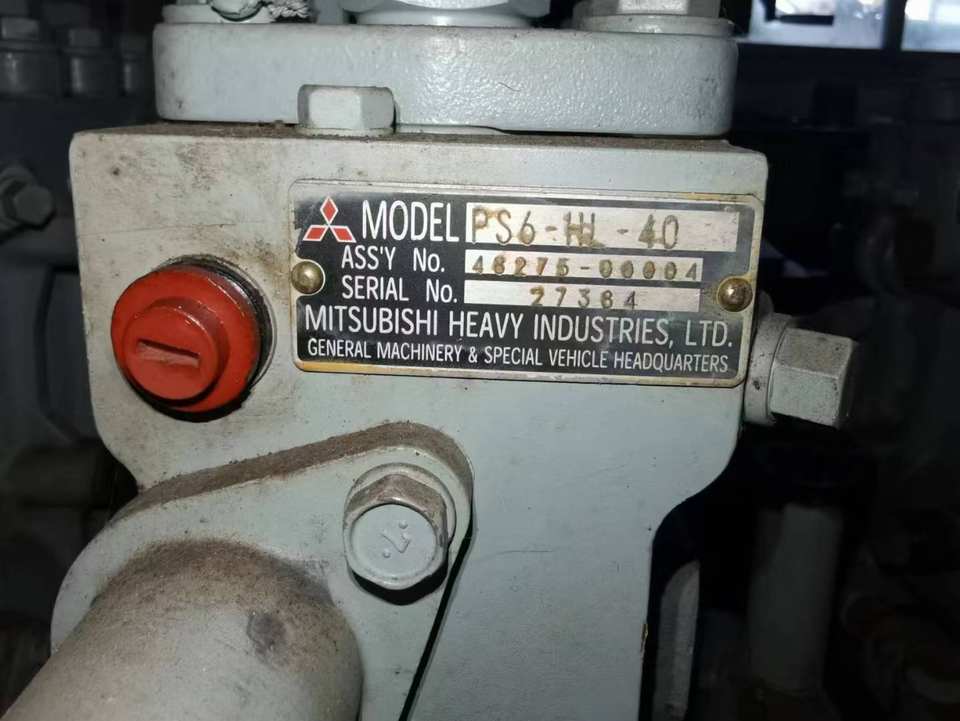 MODEL PS6-HL-40
ASS'Y No. 46275-00004
SERIAL No. 27364
MITSUBISHI HEAVY INDUSTRIES, LTD.
GENERAL MACHINERY & SPECIAL VEHICLE HEADQUARTERS